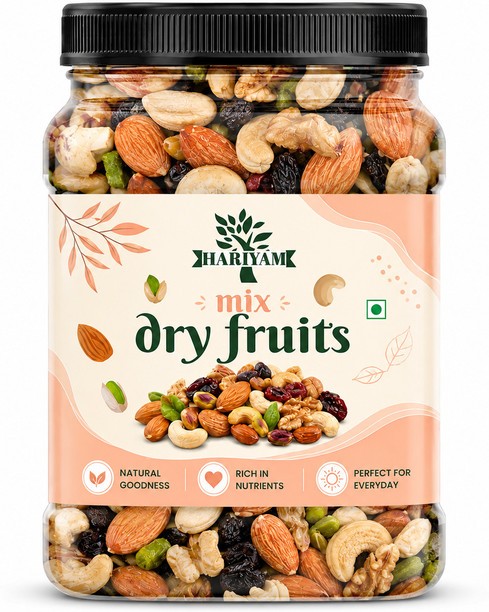 HARIYAM
mix
dry fruits
NATURAL
GOODNESS
RICH IN
NUTRIENTS
PERFECT FOR
EVERYDAY